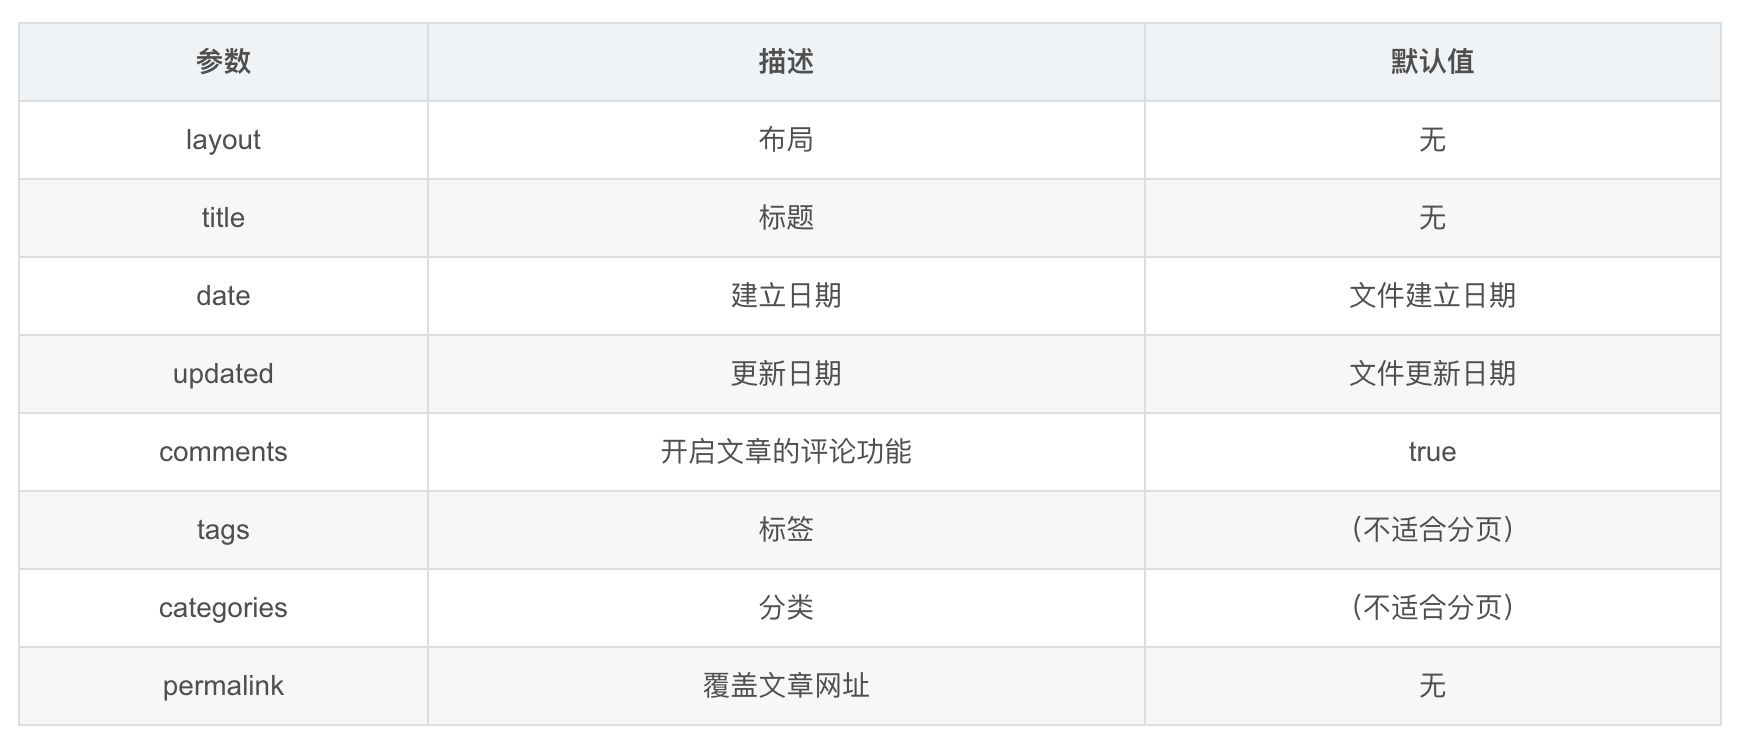 参数 描述 默认值
layout 布局 无
title 标题 无
date 建立日期 文件建立日期
updated 更新日期 文件更新日期
comments 开启文章的评论功能 true
tags 标签 （不适合分页）
categories 分类 （不适合分页）
permalink 覆盖文章网址 无